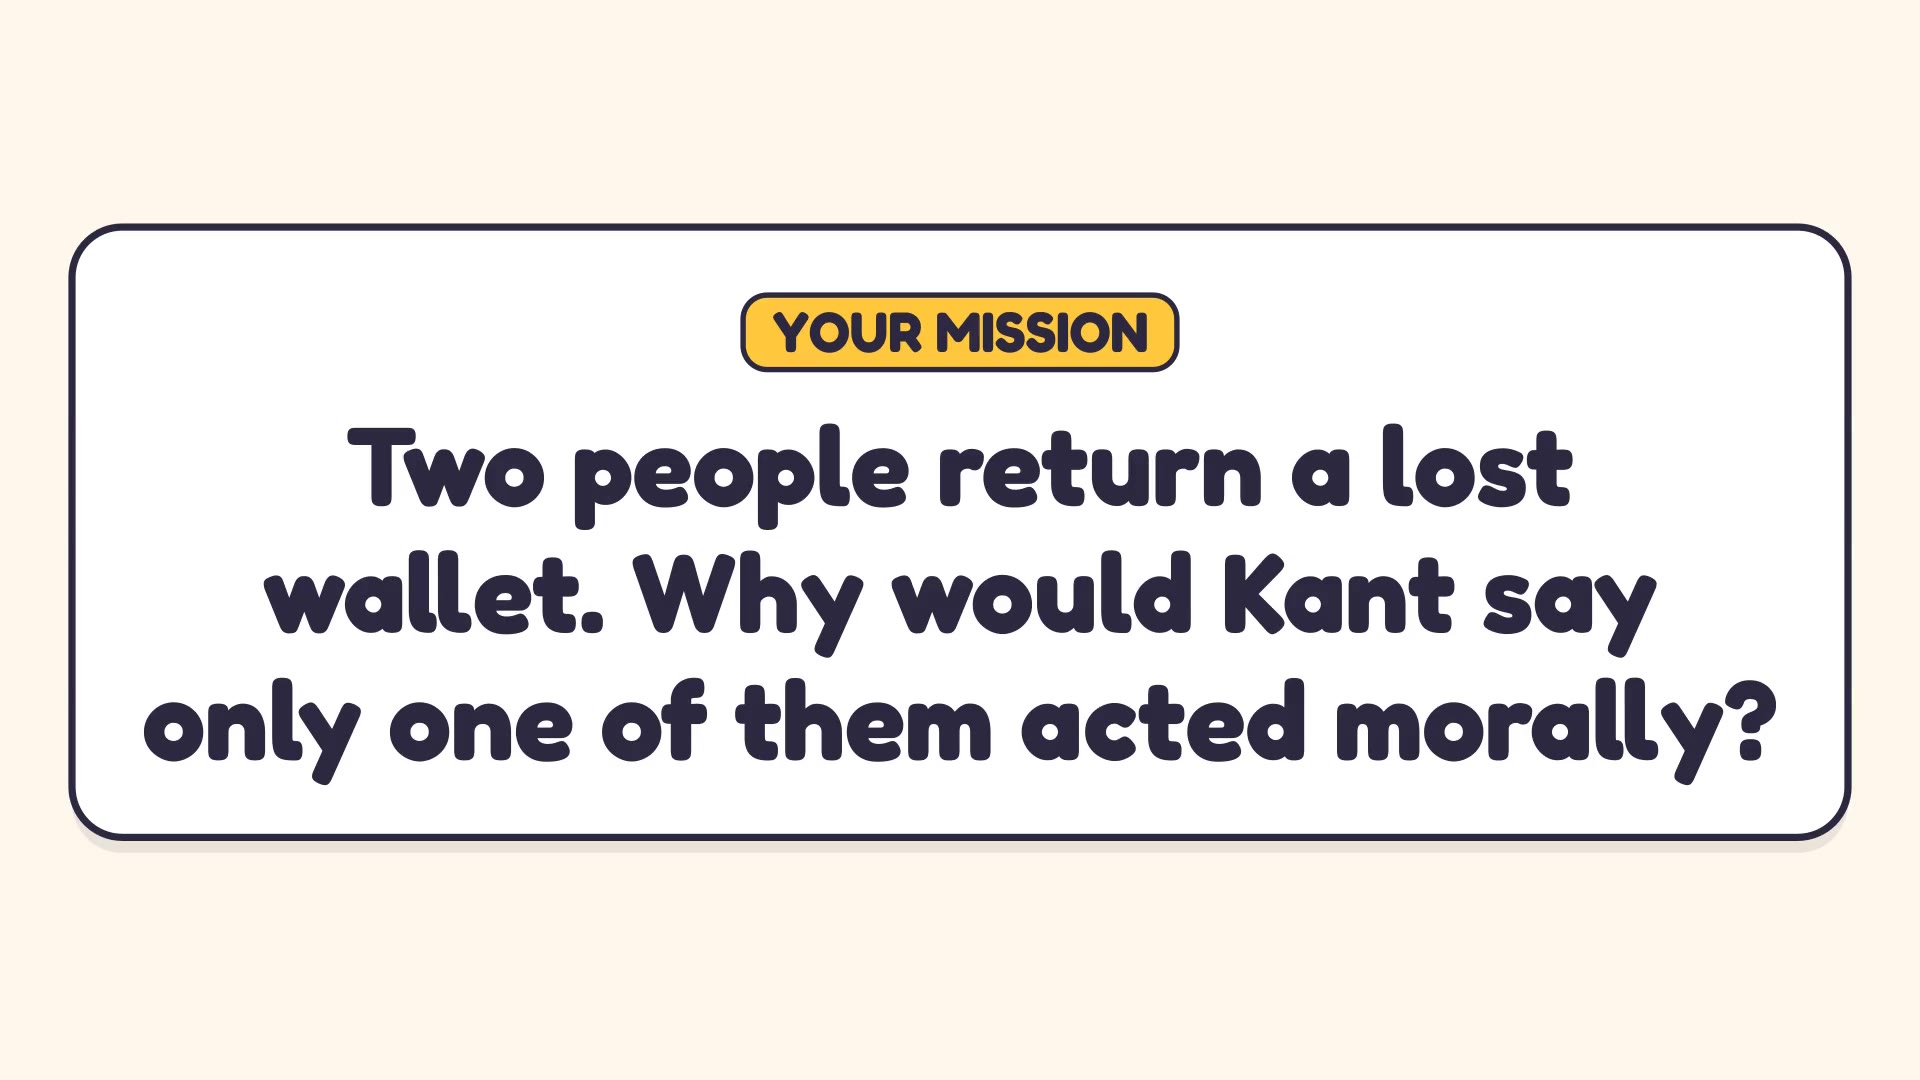 YOUR MISSION
Two people return a lost
wallet. Why would Kant say
only one of them acted morally?